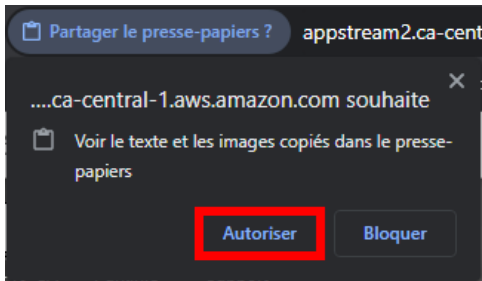 Partager le presse-papiers ? appstream2.ca-cent
....ca-central-1.aws.amazon.com souhaite
Voir le texte et les images copiés dans le presse-
papiers
Autoriser Bloquer